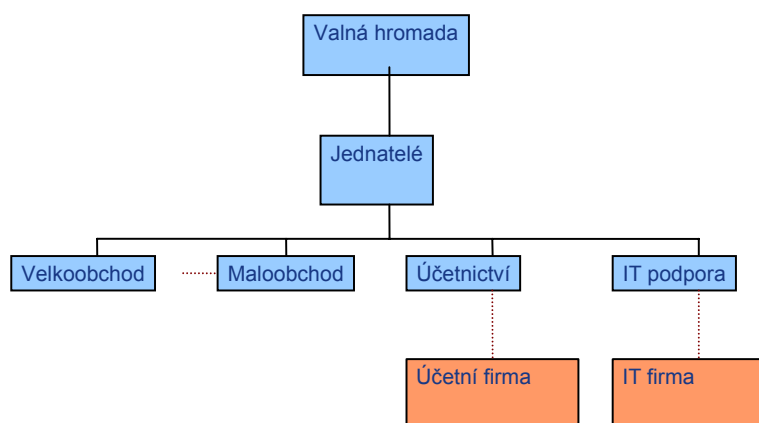 Valná hromada
Jednatelé
Velkoobchod
Maloobchod
Účetnictví
IT podpora
Účetní firma
IT firma